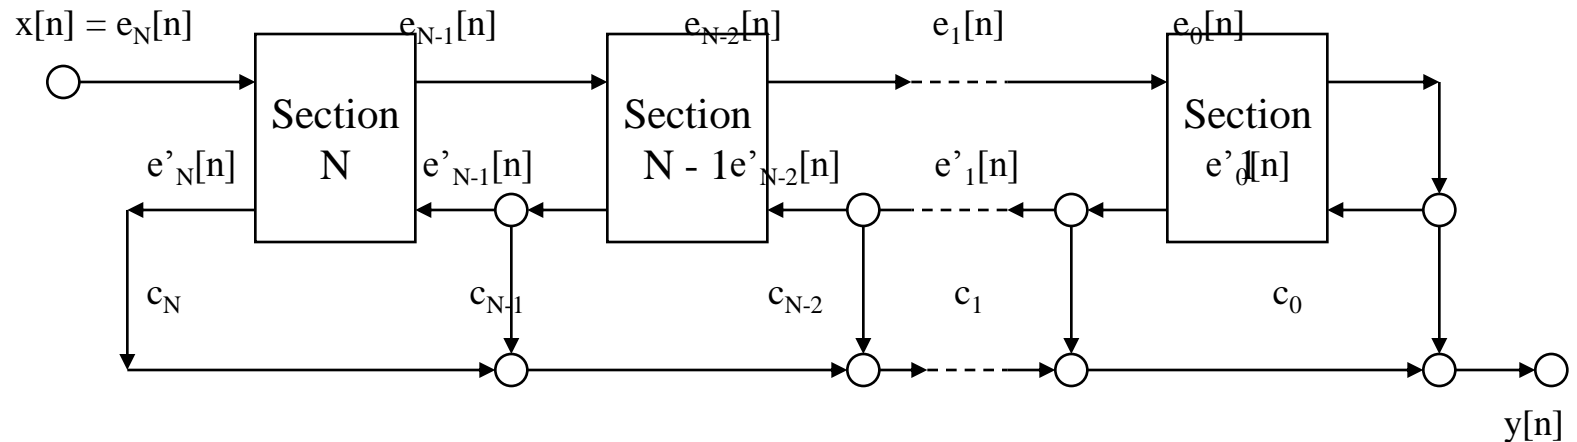 x[n] = e_N[n] e_{N-1}[n] e_{N-2}[n] e_1[n] e_0[n]
Section Section Section
N N - 1 1
e'_N[n] e'_{N-1}[n] e'_{N-2}[n] e'_1[n] e'_0[n]
c_N c_{N-1} c_{N-2} c_1 c_0
y[n]